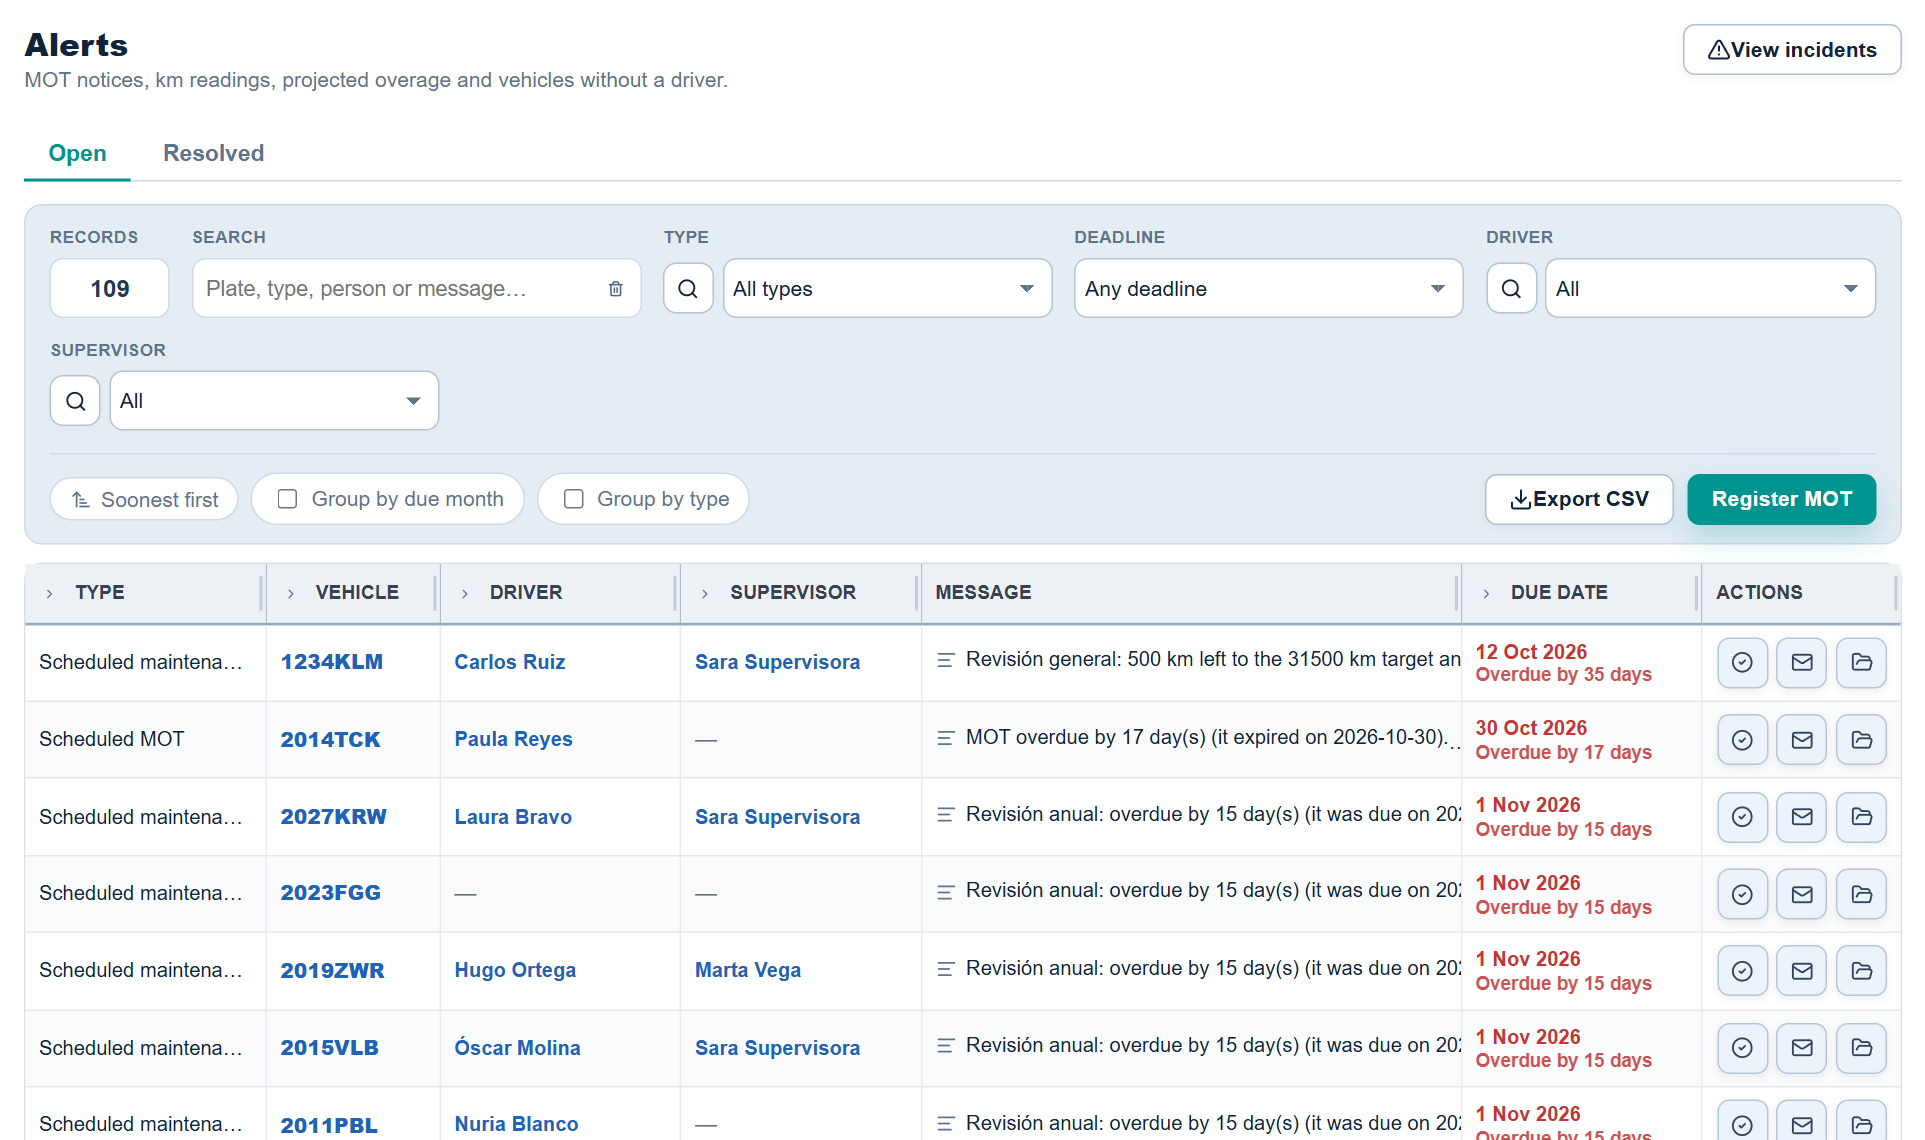 Alerts
MOT notices, km readings, projected overage and vehicles without a driver.
View incidents
Open
Resolved
RECORDS
SEARCH
TYPE
DEADLINE
DRIVER
109
Plate, type, person or message…
All types
Any deadline
All
SUPERVISOR
All
Soonest first
Group by due month
Group by type
Export CSV
Register MOT
TYPE VEHICLE DRIVER SUPERVISOR MESSAGE DUE DATE ACTIONS
Scheduled maintena… 1234KLM Carlos Ruiz Sara Supervisora Revisión general: 500 km left to the 31500 km target an 12 Oct 2026
Overdue by 35 days
Scheduled MOT 2014TCK Paula Reyes — MOT overdue by 17 day(s) (it expired on 2026-10-30).… 30 Oct 2026
Overdue by 17 days
Scheduled maintena… 2027KRW Laura Bravo Sara Supervisora Revisión anual: overdue by 15 day(s) (it was due on 202 1 Nov 2026
Overdue by 15 days
Scheduled maintena… 2023FGG — — Revisión anual: overdue by 15 day(s) (it was due on 202 1 Nov 2026
Overdue by 15 days
Scheduled maintena… 2019ZWR Hugo Ortega Marta Vega Revisión anual: overdue by 15 day(s) (it was due on 202 1 Nov 2026
Overdue by 15 days
Scheduled maintena… 2015VLB Óscar Molina Sara Supervisora Revisión anual: overdue by 15 day(s) (it was due on 202 1 Nov 2026
Overdue by 15 days
Scheduled maintena… 2011PBL Nuria Blanco — Revisión anual: overdue by 15 day(s) (it was due on 202 1 Nov 2026
Overdue by 15 days